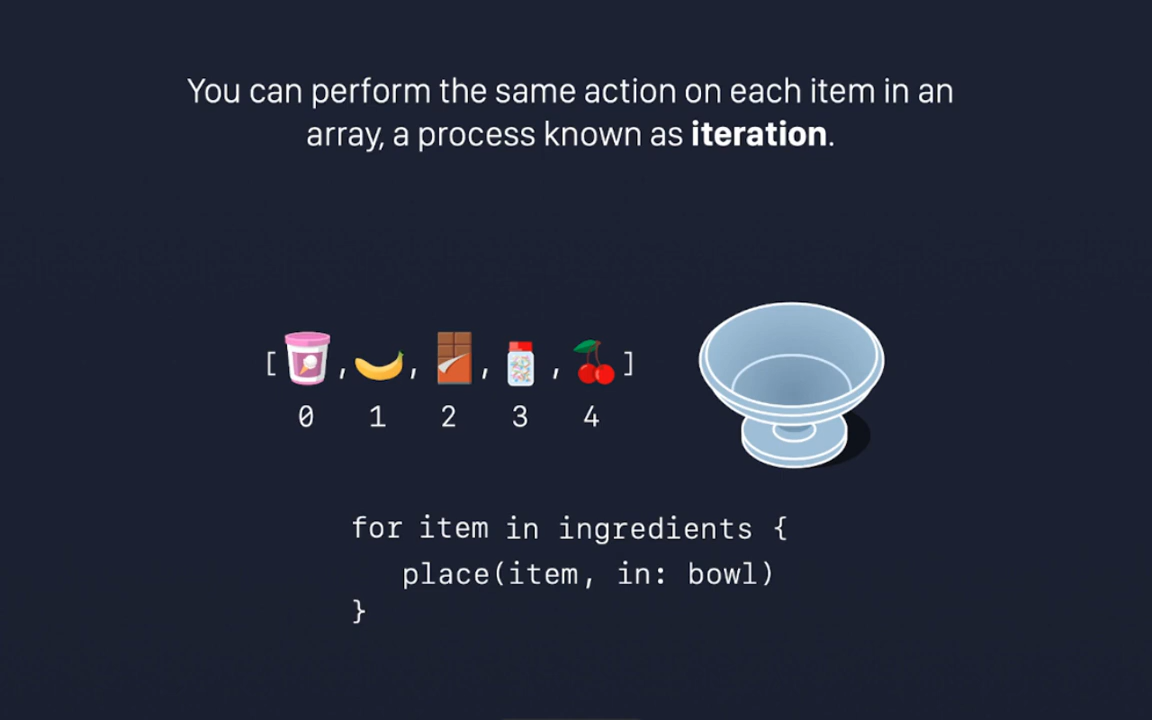 You can perform the same action on each item in an
array, a process known as iteration.
[ , , , , ]
0 1 2 3 4
for item in ingredients {
place(item, in: bowl)
}